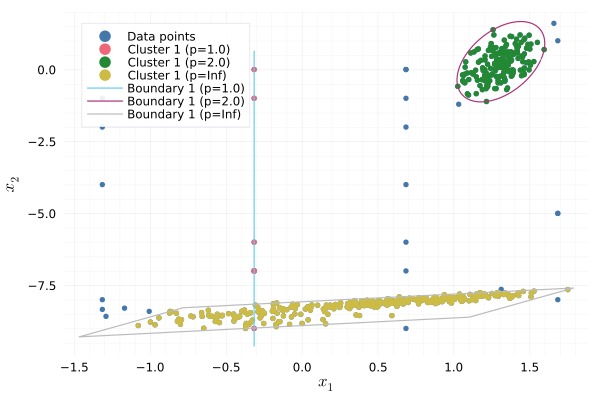 Data points
Cluster 1 (p=1.0)
Cluster 1 (p=2.0)
Cluster 1 (p=Inf)
Boundary 1 (p=1.0)
Boundary 1 (p=2.0)
Boundary 1 (p=Inf)
0.0
−2.5
−5.0
−7.5
x₂
−1.5 −1.0 −0.5 0.0 0.5 1.0 1.5
x₁